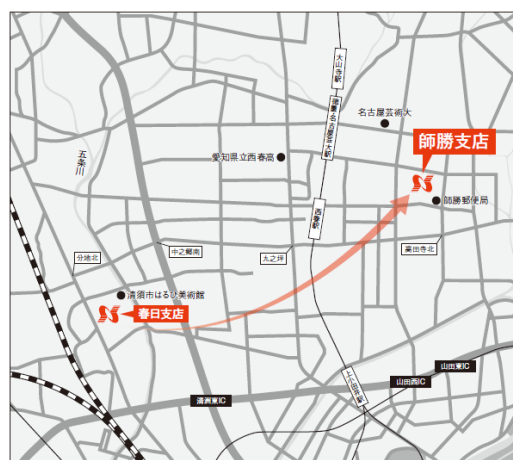 大山寺駅
徳重・名古屋芸大駅
名古屋芸術大
師勝支店
愛知県立西春高
五条川
師勝郵便局
西春駅
中之郷南
九之坪
高田寺北
分地北
清須市はるひ美術館
春日支店
山田東IC
上小田井駅
山田西IC
清洲東IC